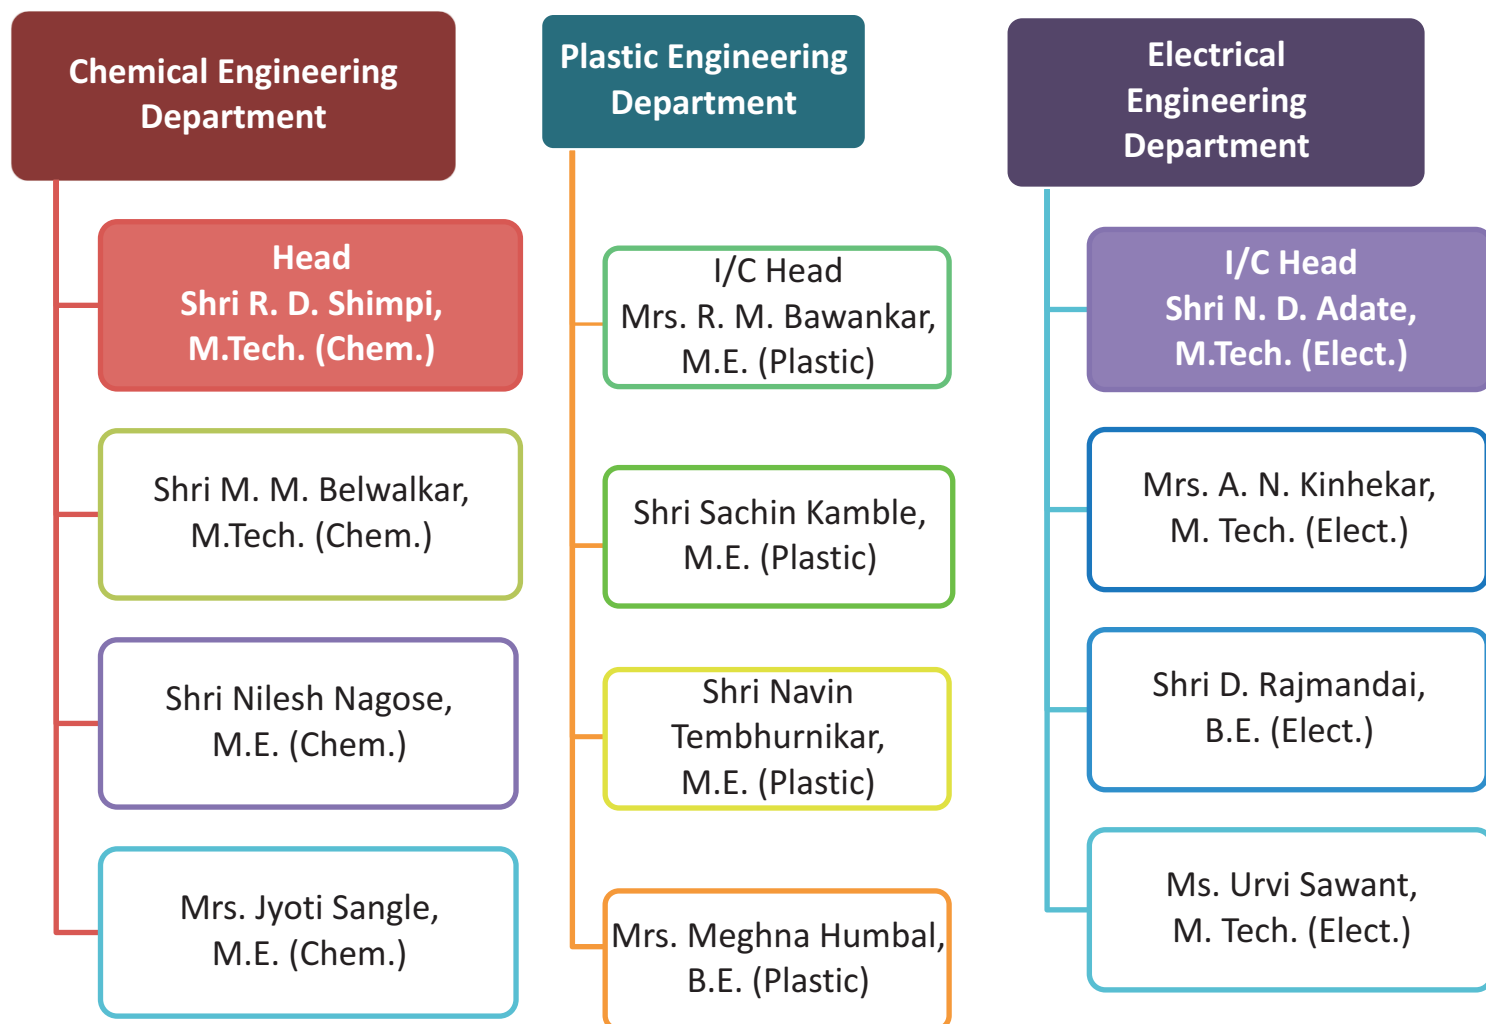 Chemical Engineering
Department
Head
Shri R. D. Shimpi,
M.Tech. (Chem.)
Shri M. M. Belwalkar,
M.Tech. (Chem.)
Shri Nilesh Nagose,
M.E. (Chem.)
Mrs. Jyoti Sangle,
M.E. (Chem.)
Plastic Engineering
Department
I/C Head
Mrs. R. M. Bawankar,
M.E. (Plastic)
Shri Sachin Kamble,
M.E. (Plastic)
Shri Navin
Tembhurnikar,
M.E. (Plastic)
Mrs. Meghna Humbal,
B.E. (Plastic)
Electrical
Engineering
Department
I/C Head
Shri N. D. Adate,
M.Tech. (Elect.)
Mrs. A. N. Kinhekar,
M. Tech. (Elect.)
Shri D. Rajmandai,
B.E. (Elect.)
Ms. Urvi Sawant,
M. Tech. (Elect.)